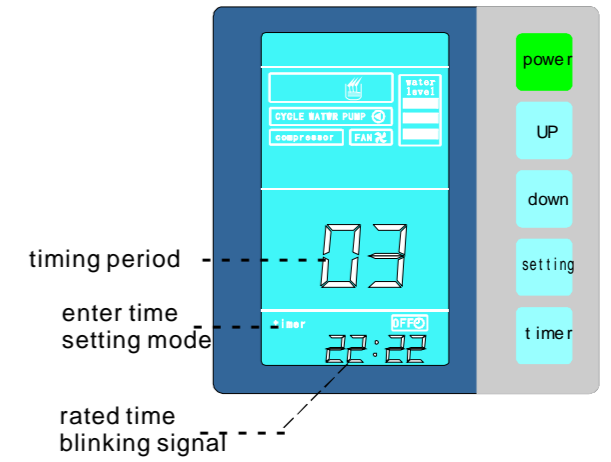 water
level
CYCLE WATWR PUMP
compressor
FAN
timing period
03
enter time
setting mode
timer
OFF
22:22
rated time
blinking signal
power
UP
down
setting
timer